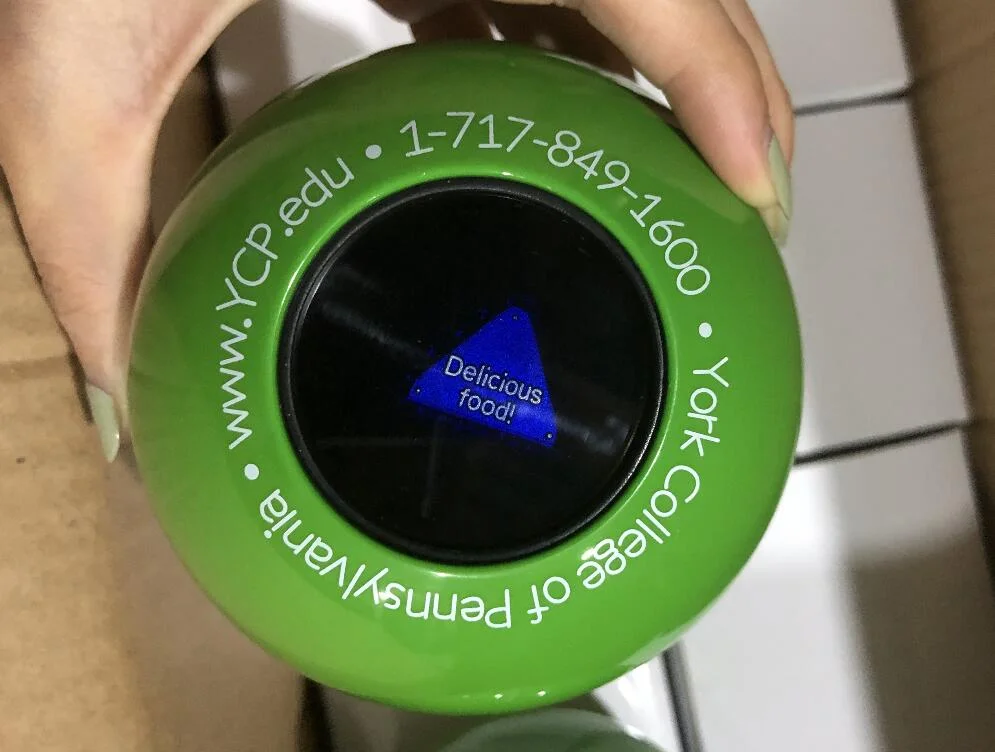 www.YCP.edu • 1-717-849-1600 • York College of Pennsylvania •
Delicious
food!